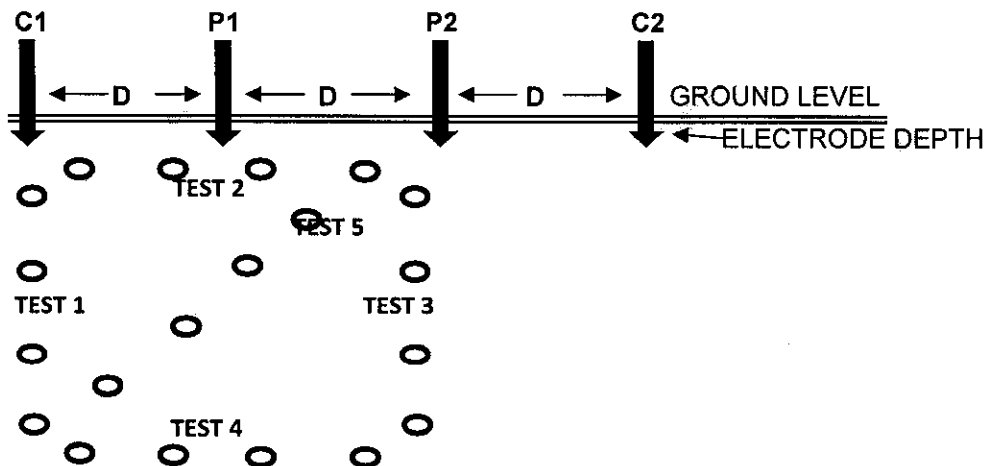 C1 P1 P2 C2
D D D
GROUND LEVEL
ELECTRODE DEPTH
TEST 2
TEST 5
TEST 1 TEST 3
TEST 4